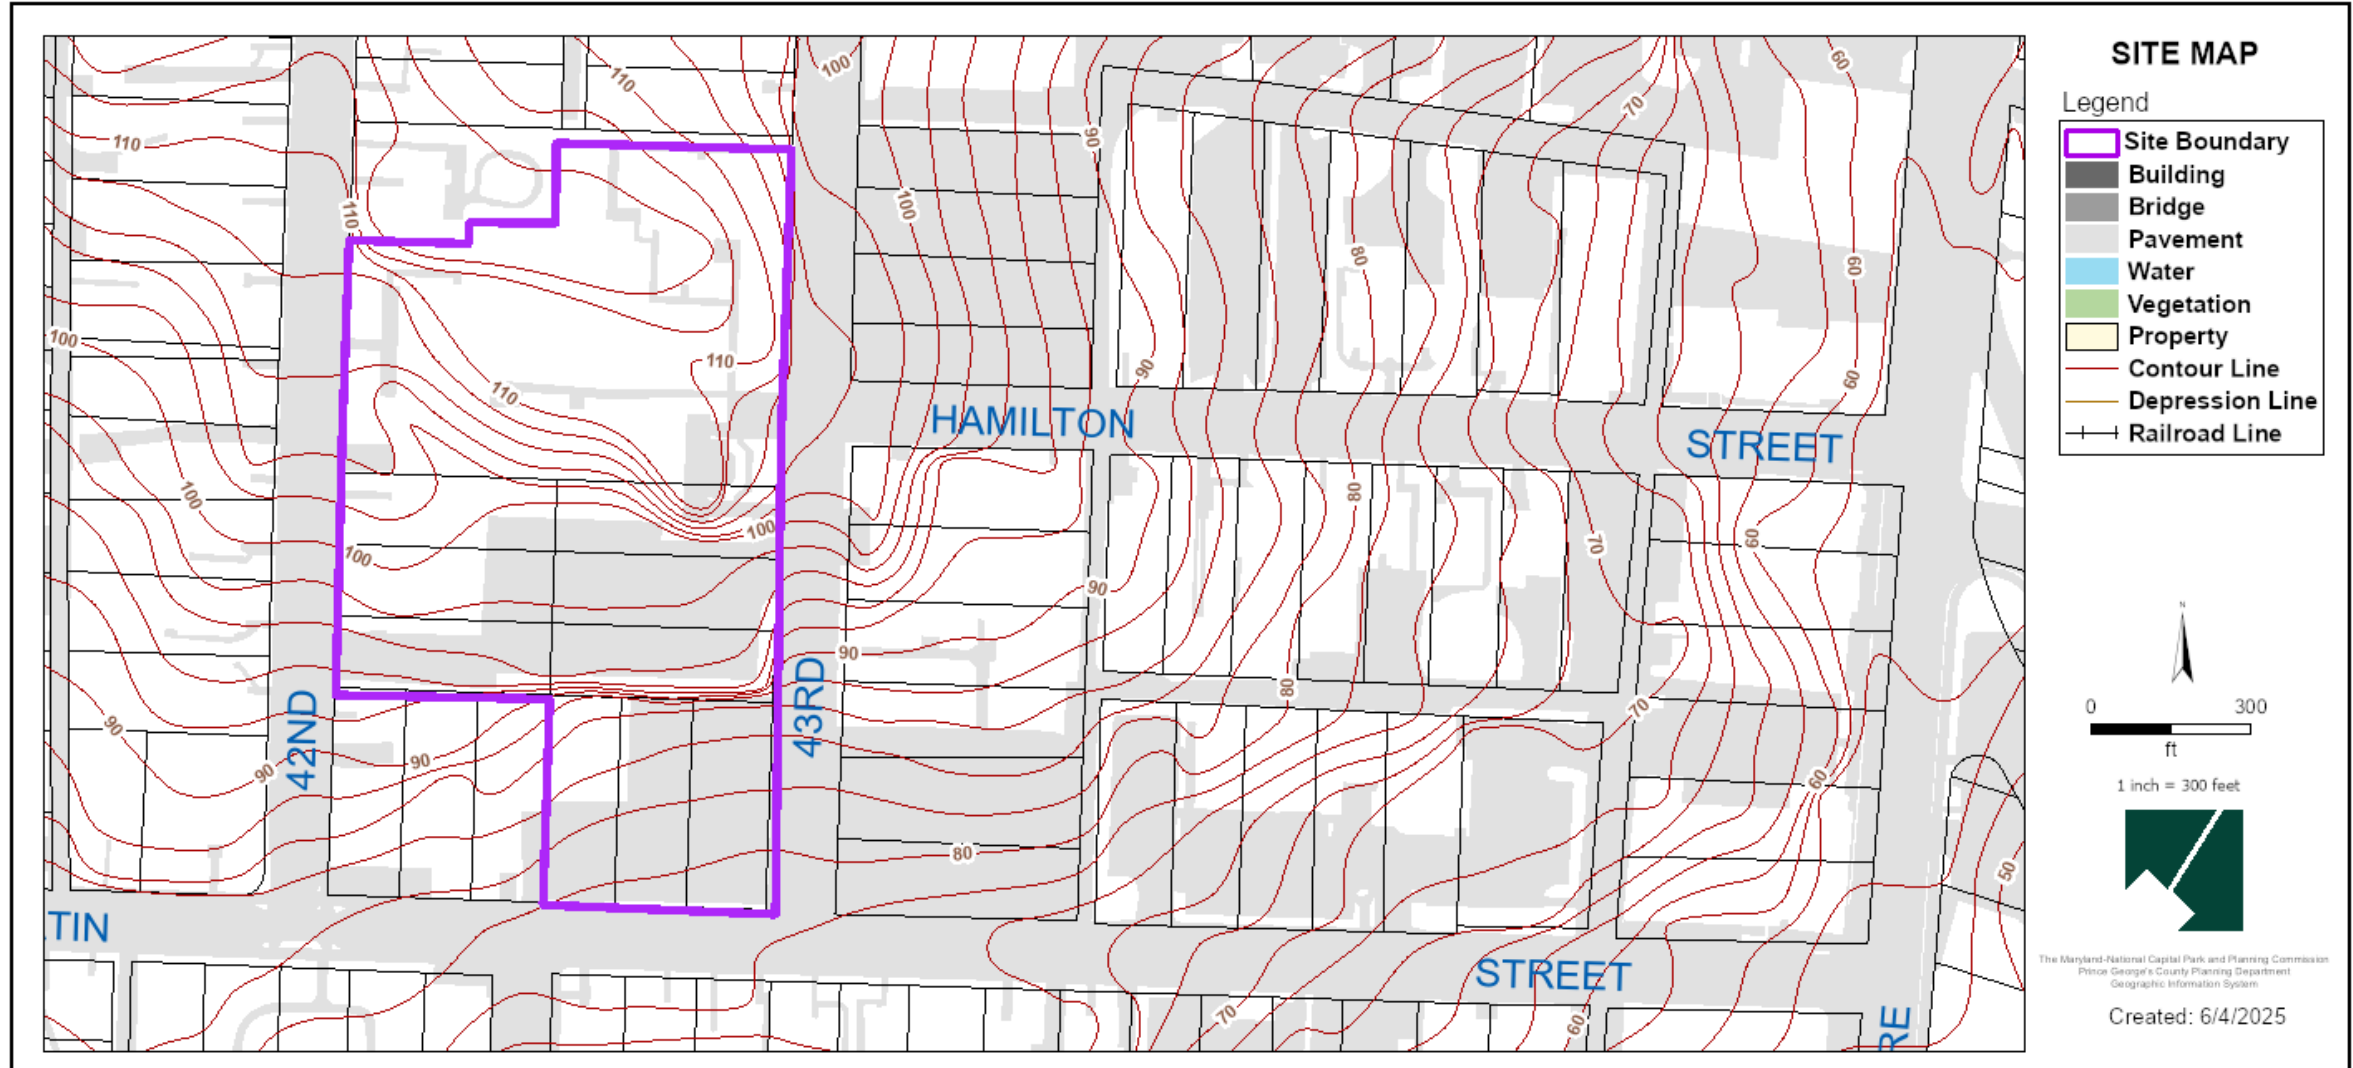 SITE MAP
Legend
Site Boundary
Building
Bridge
Pavement
Water
Vegetation
Property
Contour Line
Depression Line
Railroad Line
N
0 300
ft
1 inch = 300 feet
The Maryland-National Capital Park and Planning Commission
Prince George's County Planning Department
Geographic Information System
Created: 6/4/2025
100
60
110
70
90
110
100
110
80
60
100
110
90
60
110
HAMILTON
STREET
100
80
100
60
70
100
90
90
43RD
42ND
80
70
90
90
90
60
80
50
TIN
STREET
70
60
RE